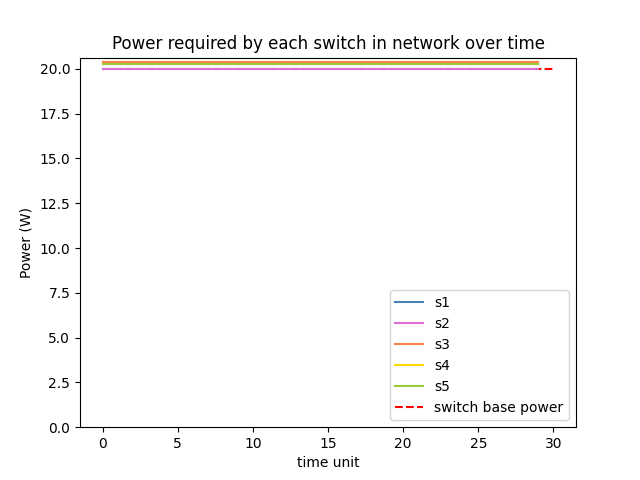 Power required by each switch in network over time
20.0
17.5
15.0
12.5
10.0
7.5
5.0
2.5
0.0
Power (W)
s1
s2
s3
s4
s5
switch base power
0 5 10 15 20 25 30
time unit